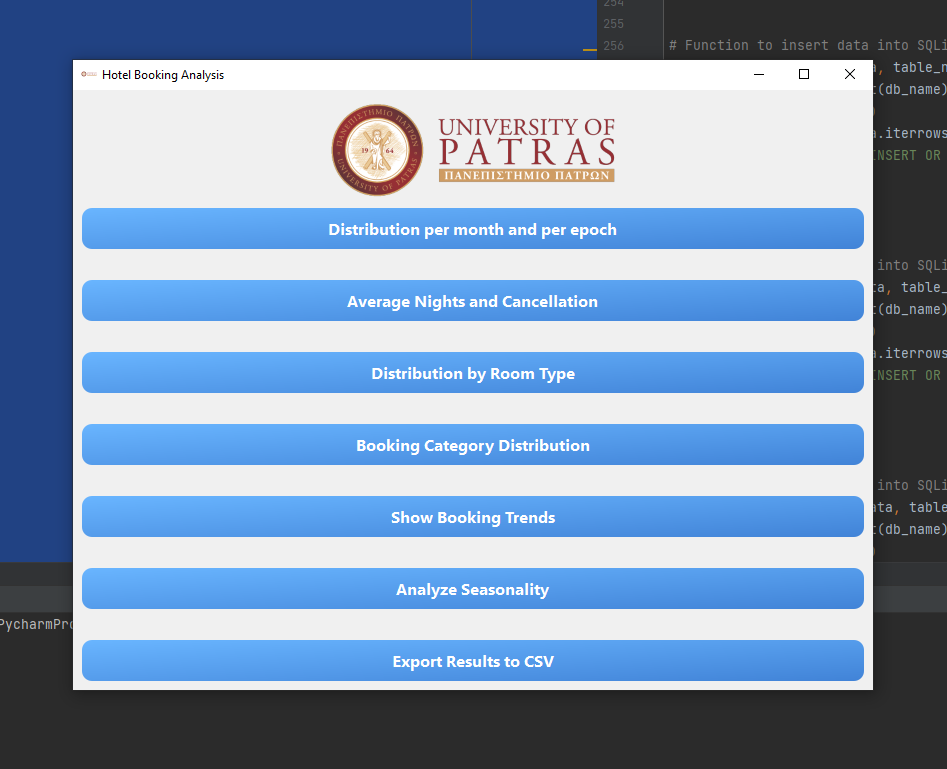 254
255
256
# Function to insert data into SQLi
Hotel Booking Analysis
, table_n
t(db_name)
a.iterrows
INSERT OR
ΠΑΝΕΠΙΣΤΗΜΙΟ ΠΑΤΡΩΝ
19 64
UNIVERSITY OF PATRAS
UNIVERSITY OF
PATRAS
ΠΑΝΕΠΙΣΤΗΜΙΟ ΠΑΤΡΩΝ
Distribution per month and per epoch
into SQLi
ta, table_
t(db_name)
Average Nights and Cancellation
a.iterrows
INSERT OR
Distribution by Room Type
Booking Category Distribution
into SQLi
ata, table
t(db_name)
Show Booking Trends
Analyze Seasonality
PycharmPro
Export Results to CSV